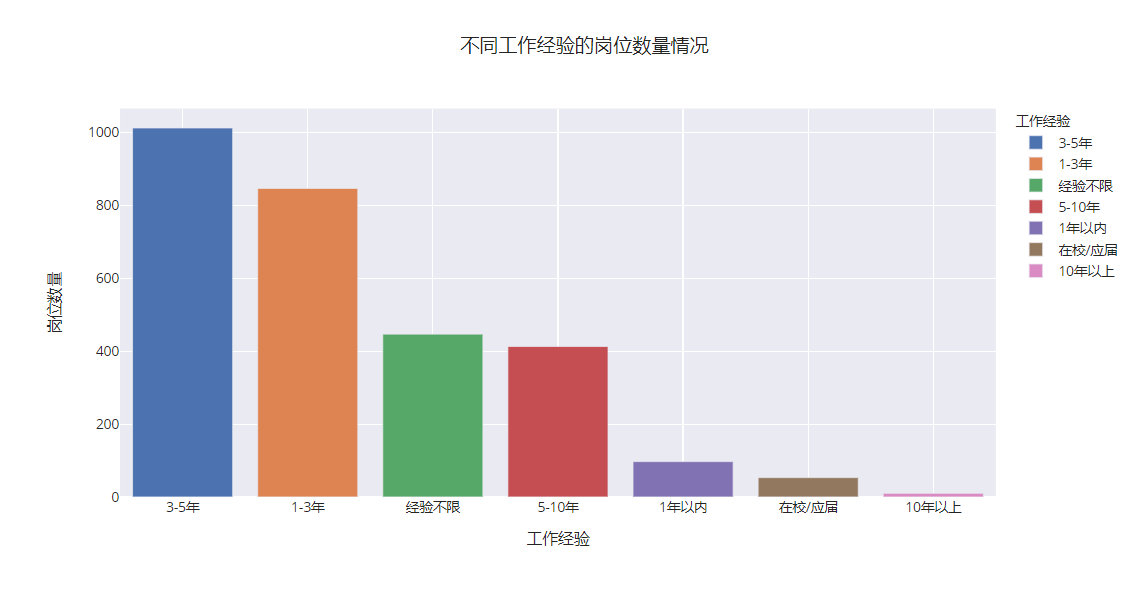 不同工作经验的岗位数量情况
工作经验
3-5年
1-3年
经验不限
5-10年
1年以内
在校/应届
10年以上
岗位数量
1000
800
600
400
200
0
3-5年 1-3年 经验不限 5-10年 1年以内 在校/应届 10年以上
工作经验